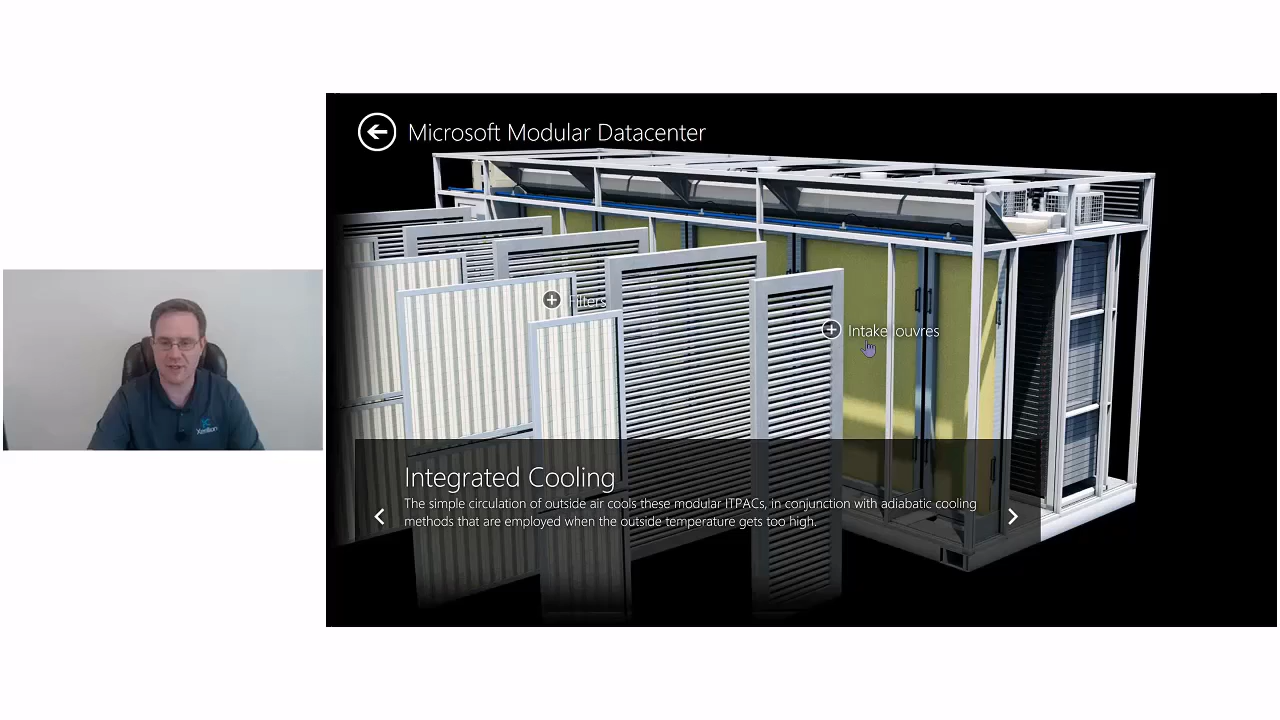 Microsoft Modular Datacenter
Filters
Intake louvres
Integrated Cooling
The simple circulation of outside air cools these modular ITPACs, in conjunction with adiabatic cooling
methods that are employed when the outside temperature gets too high.